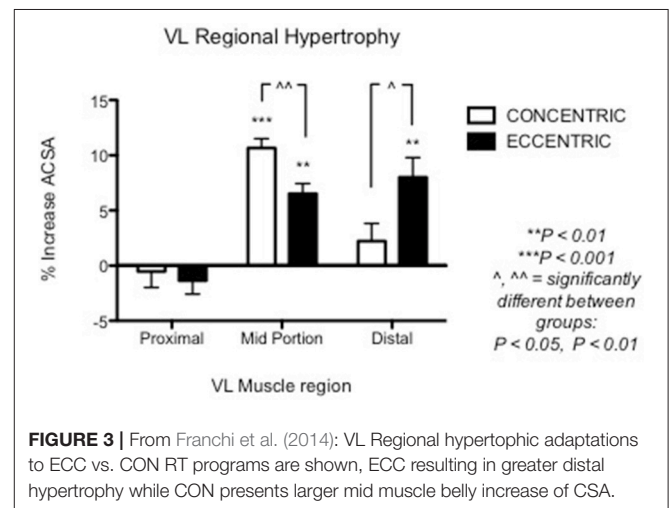 VL Regional Hypertrophy
% Increase ACSA
15
10
5
0
-5
***
^^
**
^
**
CONCENTRIC
ECCENTRIC
**P < 0.01
***P < 0.001
^, ^^ = significantly
different between
groups:
P < 0.05, P < 0.01
Proximal
Mid Portion
Distal
VL Muscle region
FIGURE 3 | From Franchi et al. (2014): VL Regional hypertophic adaptations
to ECC vs. CON RT programs are shown, ECC resulting in greater distal
hypertrophy while CON presents larger mid muscle belly increase of CSA.